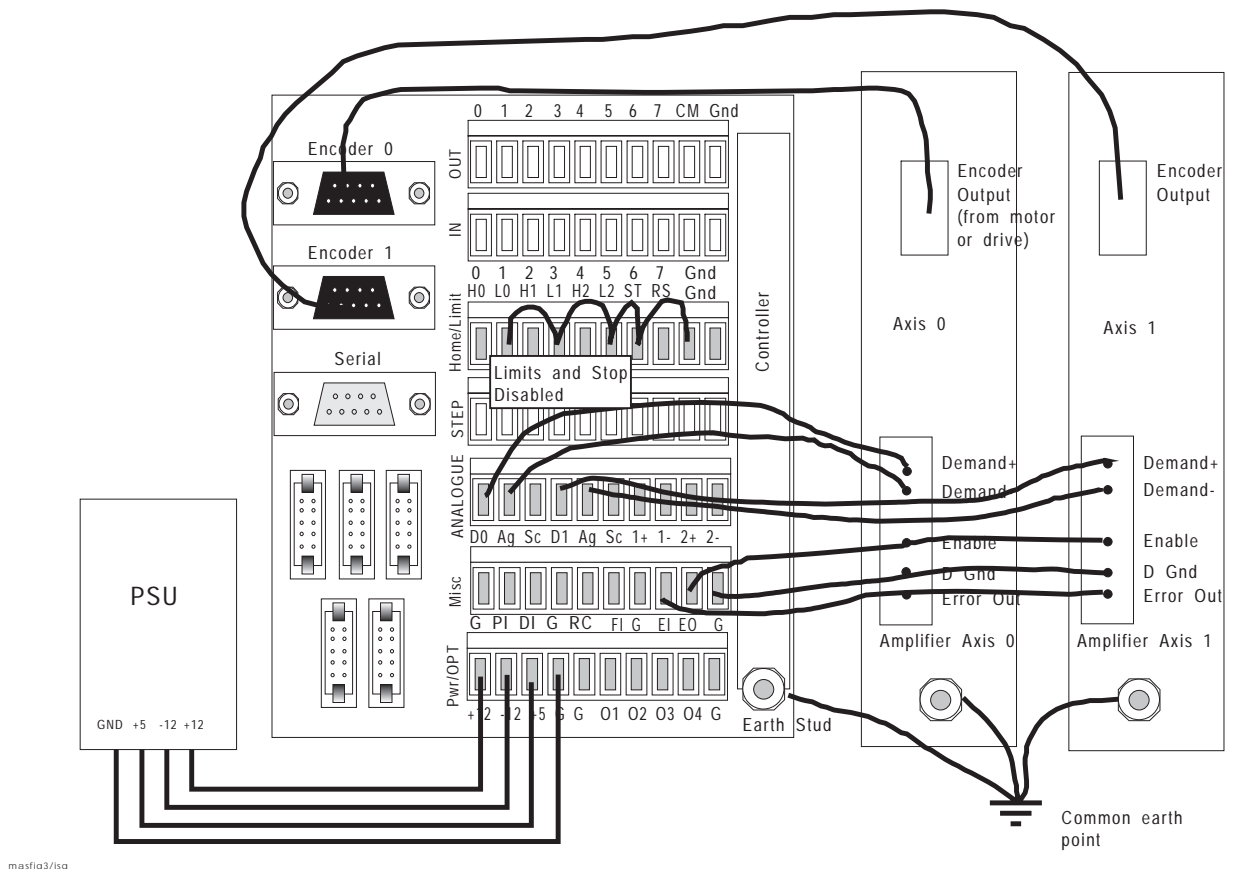 0 1 2 3 4 5 6 7 CM Gnd
Encoder 0
OUT
Encoder
Output
(from motor
or drive)
Encoder
Output
IN
Encoder 1
0 1 2 3 4 5 6 7 Gnd
H0 L0 H1 L1 H2 L2 ST RS Gnd
Home/Limit
Controller
Axis 0
Axis 1
Serial
Limits and Stop
Disabled
STEP
ANALOGUE
Demand+
Demand
Demand+
Demand-
D0 Ag Sc D1 Ag Sc 1+ 1- 2+ 2-
Enable
D Gnd
Error Out
Enable
D Gnd
Error Out
Misc
PSU
G PI DI G RC FI G EI EO G
Amplifier Axis 0
Amplifier Axis 1
Pwr/OPT
+12 -12 +5 G G O1 O2 O3 O4 G
Earth Stud
GND +5 -12 +12
Common earth
point
masfig3/isg